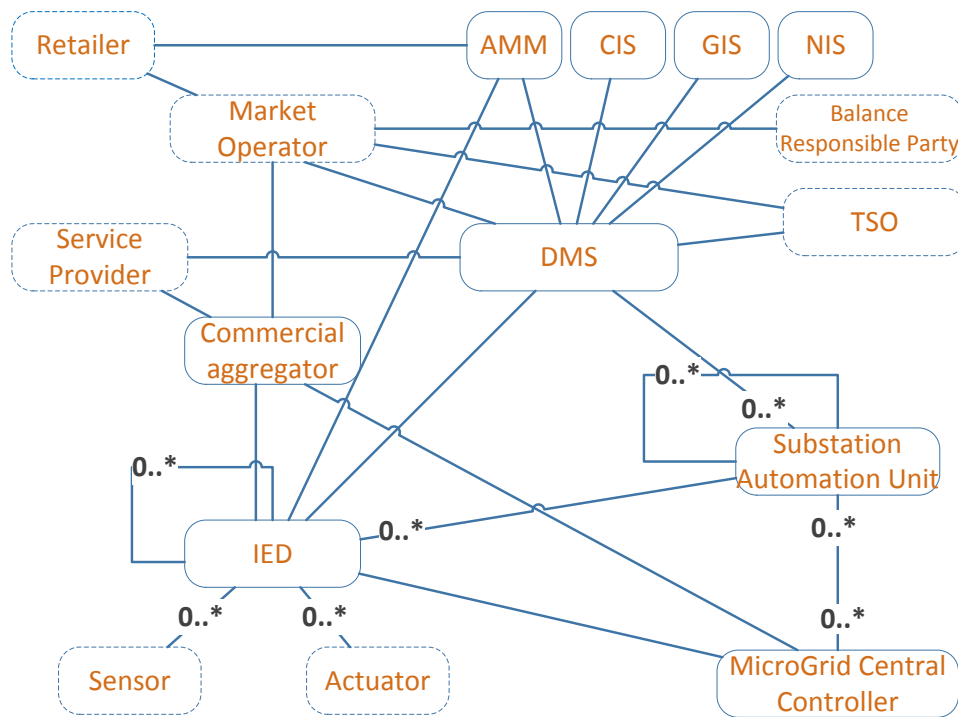 Retailer
AMM
CIS
GIS
NIS
Market
Operator
Balance
Responsible Party
TSO
Service
Provider
DMS
Commercial
aggregator
0..*
0..*
Substation
Automation Unit
0..*
0..*
0..*
IED
0..*
0..*
0..*
Sensor
Actuator
MicroGrid Central
Controller